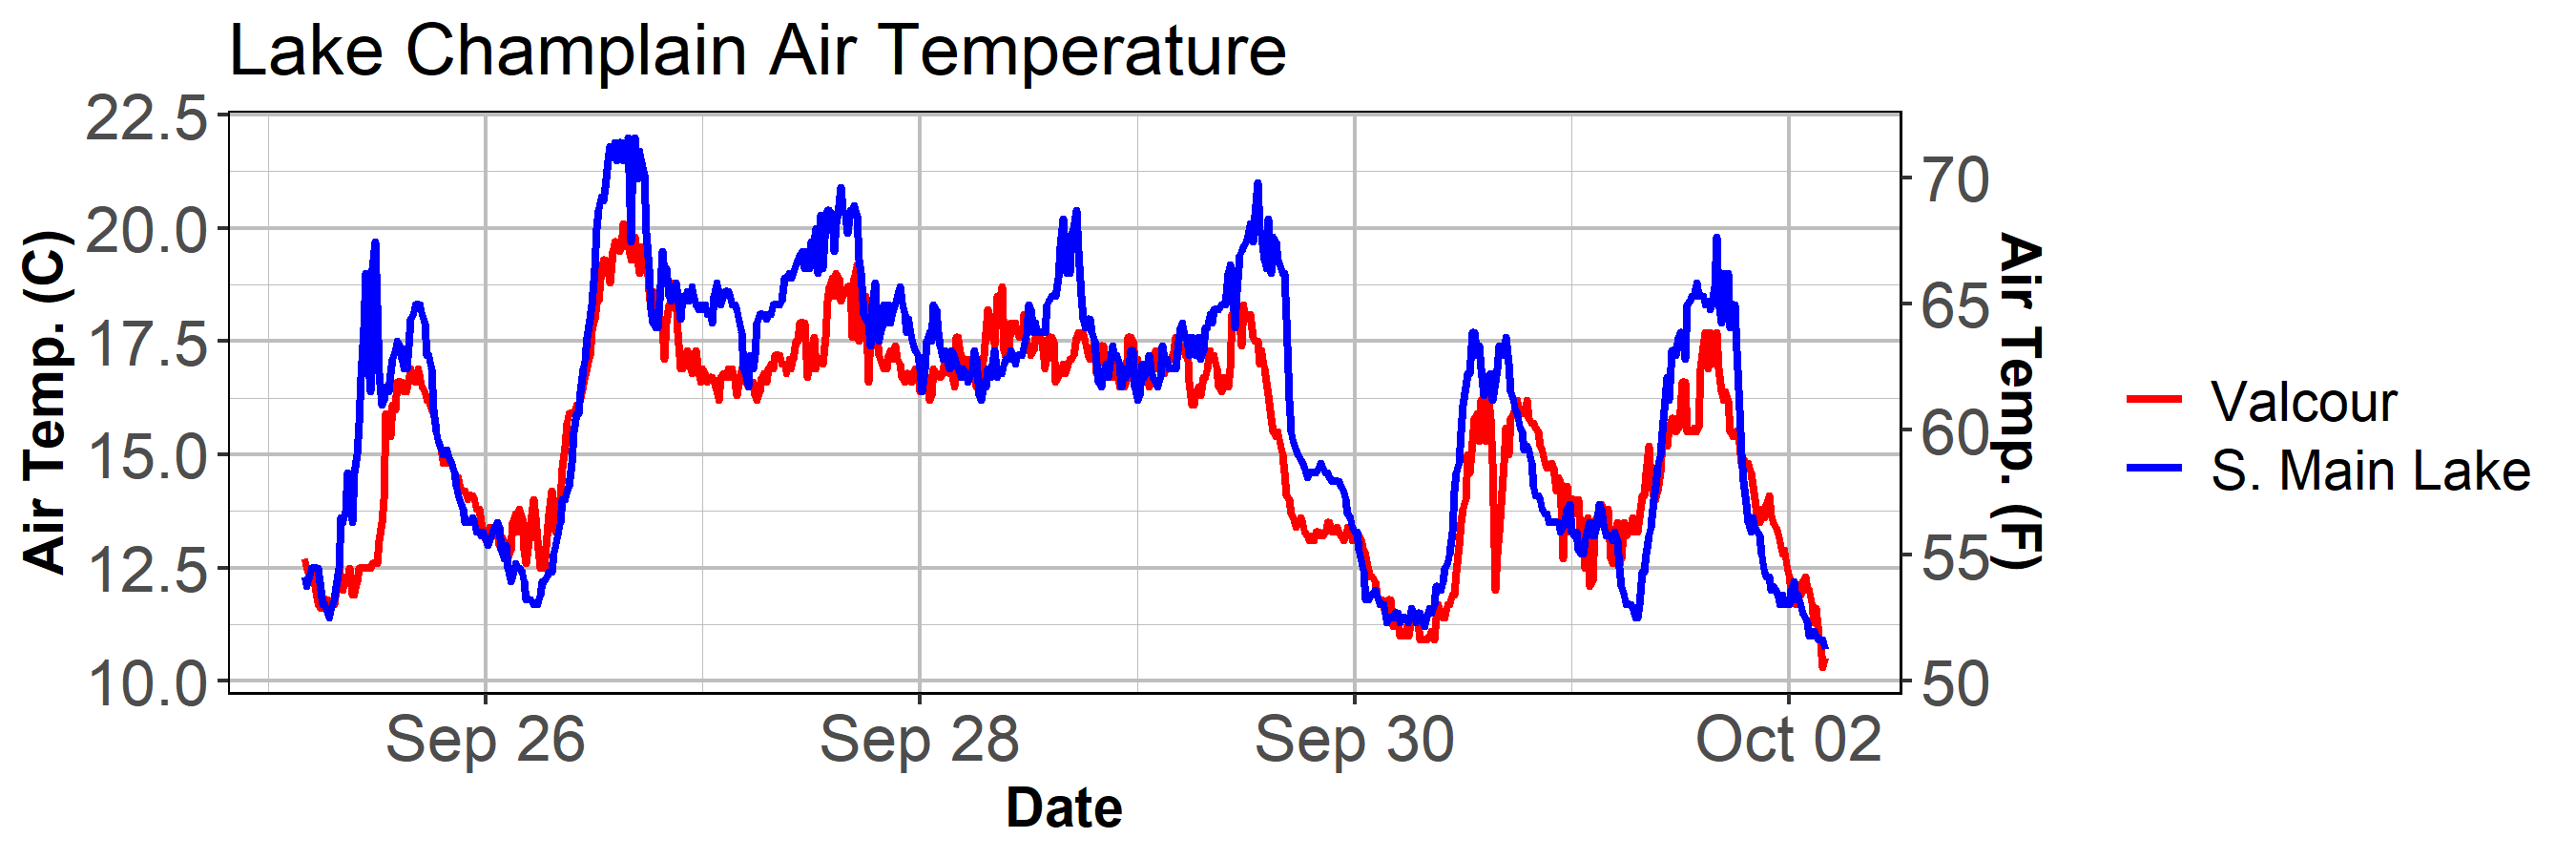 Lake Champlain Air Temperature
22.5
20.0
17.5
15.0
12.5
10.0
Air Temp. (C)
70
65
60
55
50
Air Temp. (F)
Sep 26
Sep 28
Sep 30
Oct 02
Date
Valcour
S. Main Lake